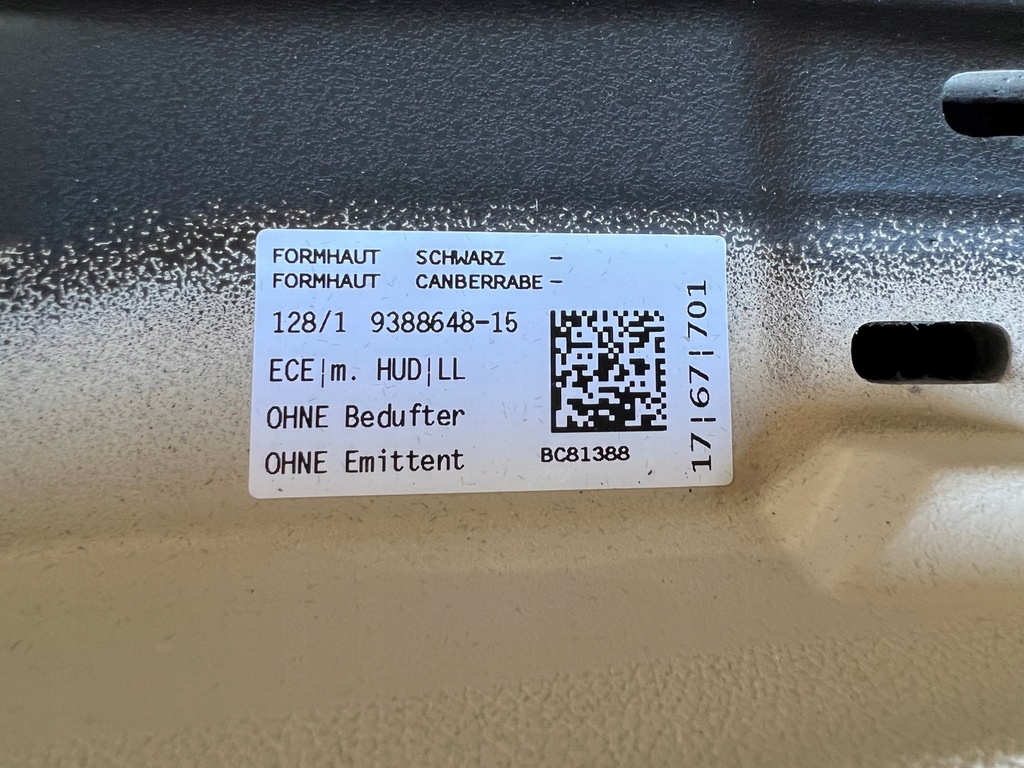 FORMHAUT SCHWARZ -
FORMHAUT CANBERRABE -
128/1 9388648-15
ECE|m. HUD|LL
OHNE Bedufter
OHNE Emittent
BC81388
17|67|701